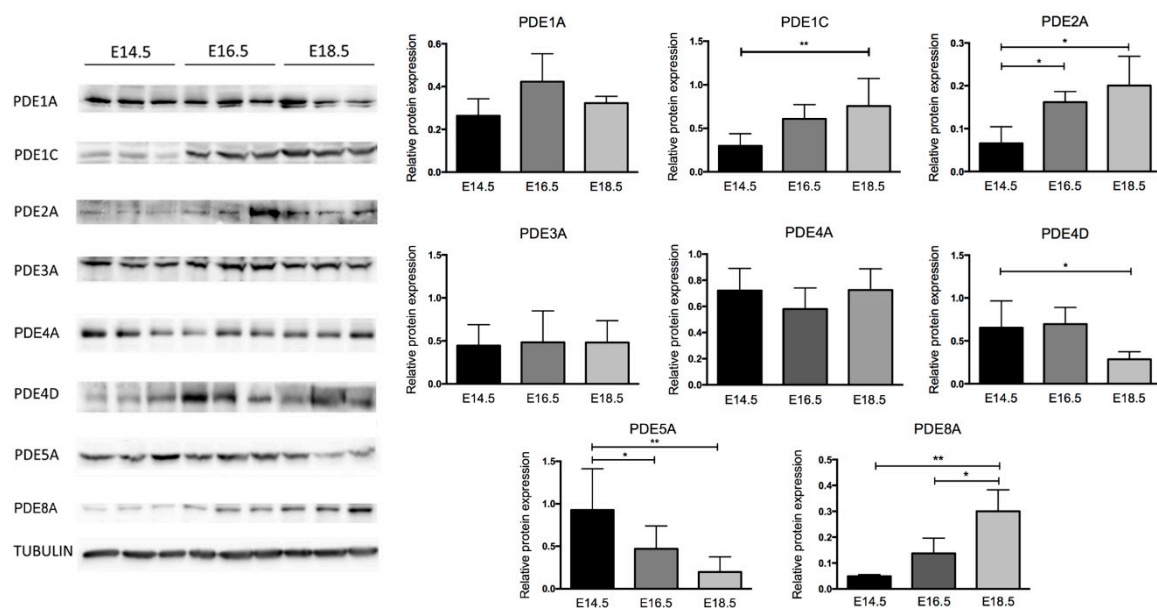 E14.5 E16.5 E18.5
PDE1A
PDE1C
PDE2A
PDE3A
PDE4A
PDE4D
PDE5A
PDE8A
TUBULIN
PDE1A
Relative protein expression
0.6
0.4
0.2
0.0
E14.5 E16.5 E18.5
PDE1C
Relative protein expression
**
1.5
1.0
0.5
0.0
E14.5 E16.5 E18.5
PDE2A
Relative protein expression
*
*
0.3
0.2
0.1
0.0
E14.5 E16.5 E18.5
PDE3A
Relative protein expression
1.5
1.0
0.5
0.0
E14.5 E16.5 E18.5
PDE4A
Relative protein expression
1.0
0.8
0.6
0.4
0.2
0.0
E14.5 E16.5 E18.5
PDE4D
Relative protein expression
*
1.5
1.0
0.5
0.0
E14.5 E16.5 E18.5
PDE5A
Relative protein expression
**
*
1.5
1.0
0.5
0.0
E14.5 E16.5 E18.5
PDE8A
Relative protein expression
**
*
0.5
0.4
0.3
0.2
0.1
0.0
E14.5 E16.5 E18.5